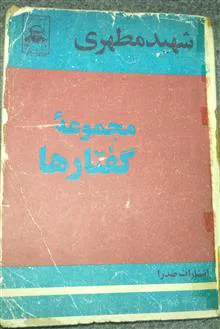 شهید مطهری
مجموعهٔ
گفتارها
انتشارات صدرا